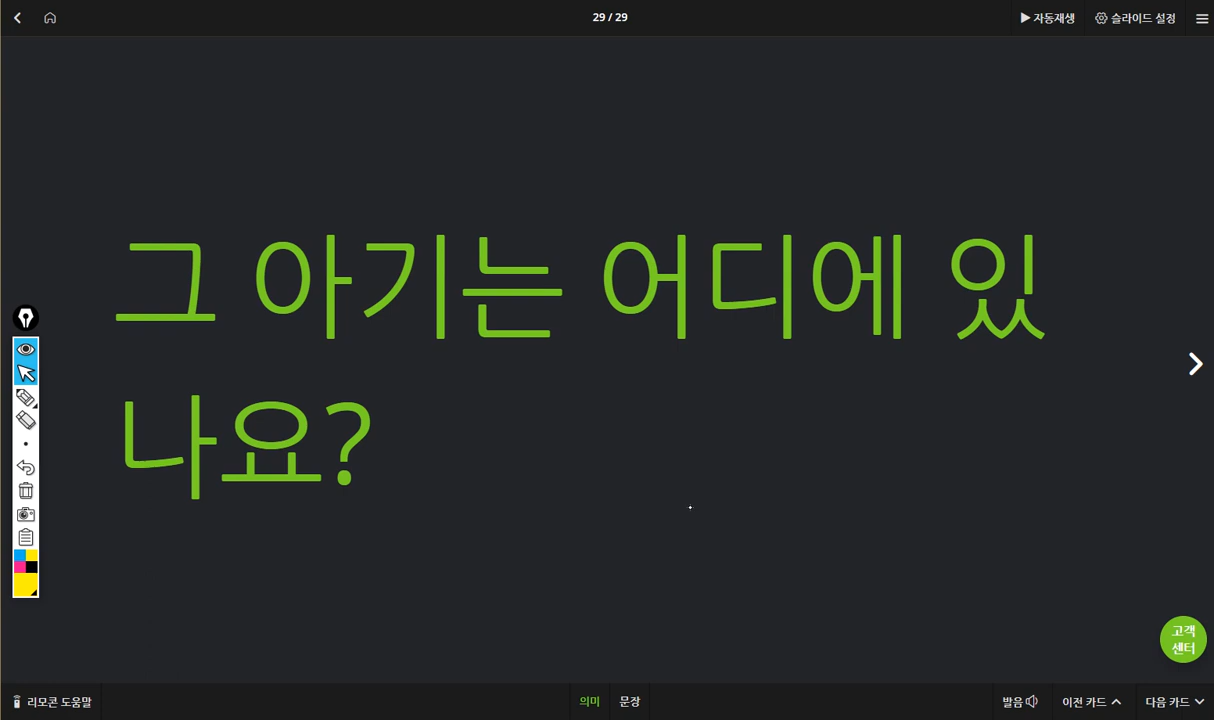 29 / 29
자동재생
슬라이드 설정
그 아기는 어디에 있
나요?
고객
센터
리모콘 도움말
의미
문장
발음
이전 카드
다음 카드